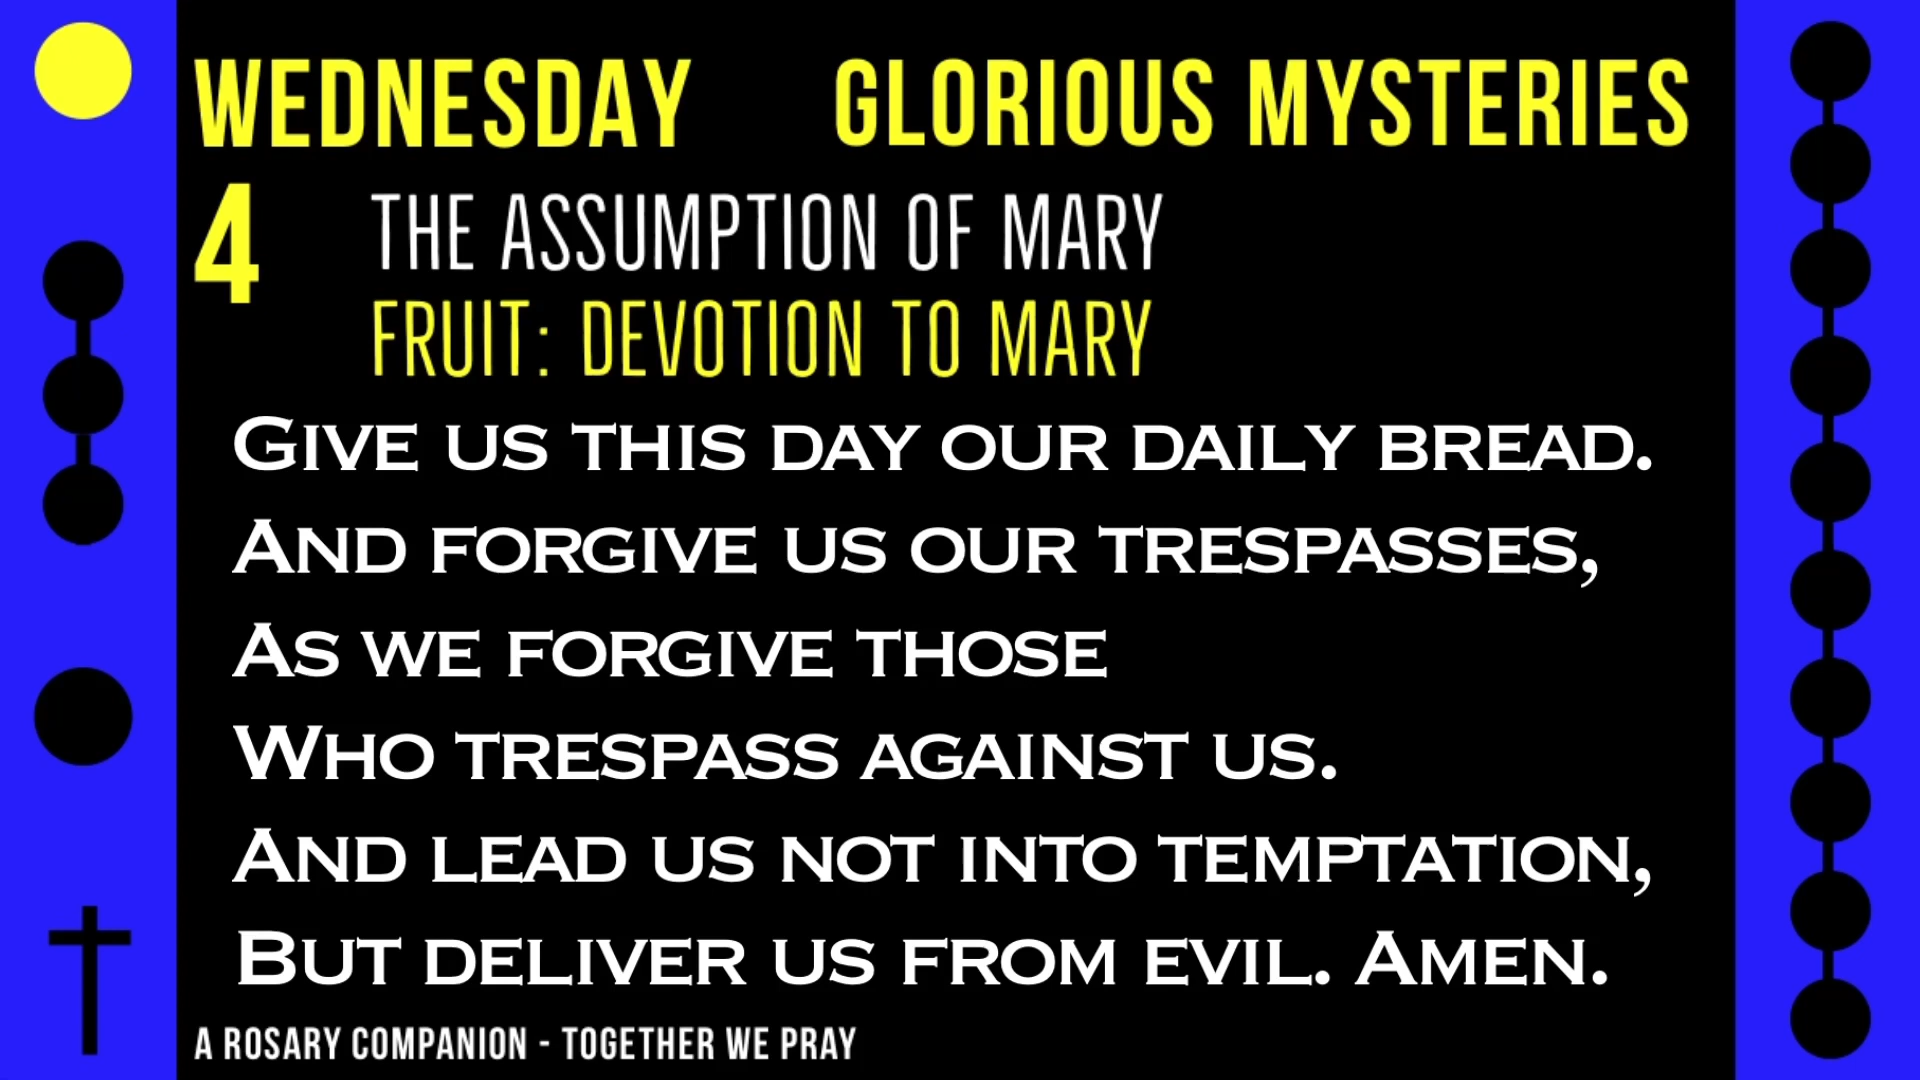 WEDNESDAY GLORIOUS MYSTERIES
4 THE ASSUMPTION OF MARY
FRUIT: DEVOTION TO MARY
GIVE US THIS DAY OUR DAILY BREAD.
AND FORGIVE US OUR TRESPASSES,
AS WE FORGIVE THOSE
WHO TRESPASS AGAINST US.
AND LEAD US NOT INTO TEMPTATION,
BUT DELIVER US FROM EVIL. AMEN.
A ROSARY COMPANION - TOGETHER WE PRAY